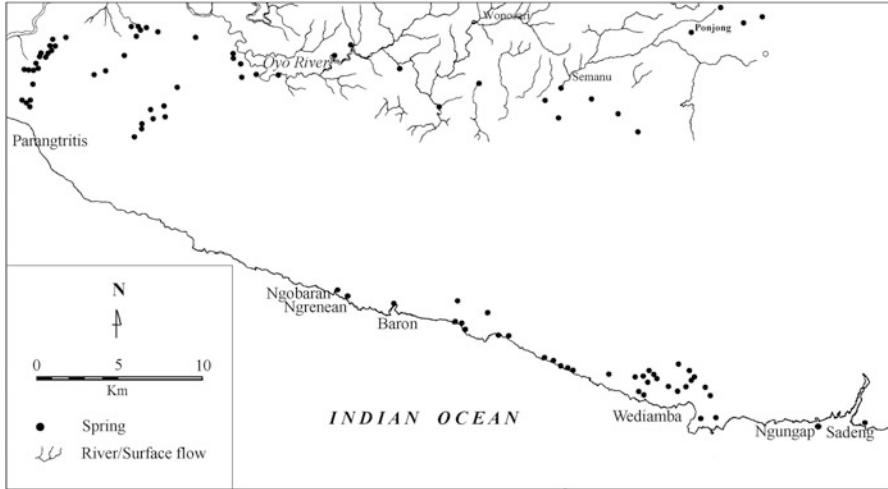 Wonosari
Ponjong
Oyo River
Semanu
Parangtritis
Ngobaran
Ngrenean
Baron
N
0 5 10
Km
Spring
River/Surface flow
INDIAN OCEAN
Wediamba
Ngungap Sadeng